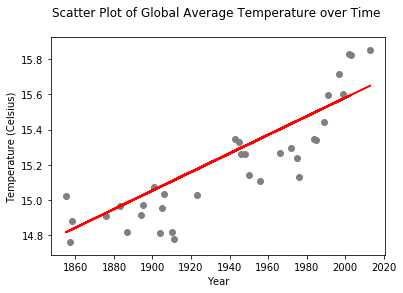 Scatter Plot of Global Average Temperature over Time
Temperature (Celsius)
15.8
15.6
15.4
15.2
15.0
14.8
1860 1880 1900 1920 1940 1960 1980 2000 2020
Year